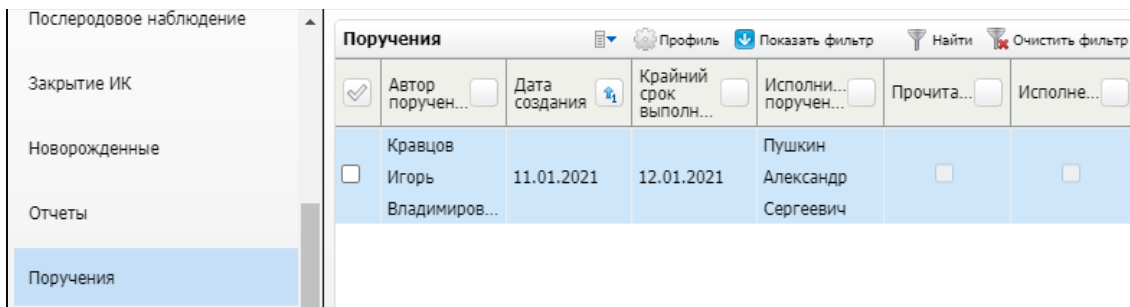 Послеродовое наблюдение
Закрытие ИК
Новорожденные
Отчеты
Поручения
Поручения Профиль Показать фильтр Найти Очистить фильтр
Автор поручен... Дата создания 1 Крайний срок выполн... Исполни... поручен... Прочита... Исполне...
Кравцов Игорь Владимиров... 11.01.2021 12.01.2021 Пушкин Александр Сергеевич